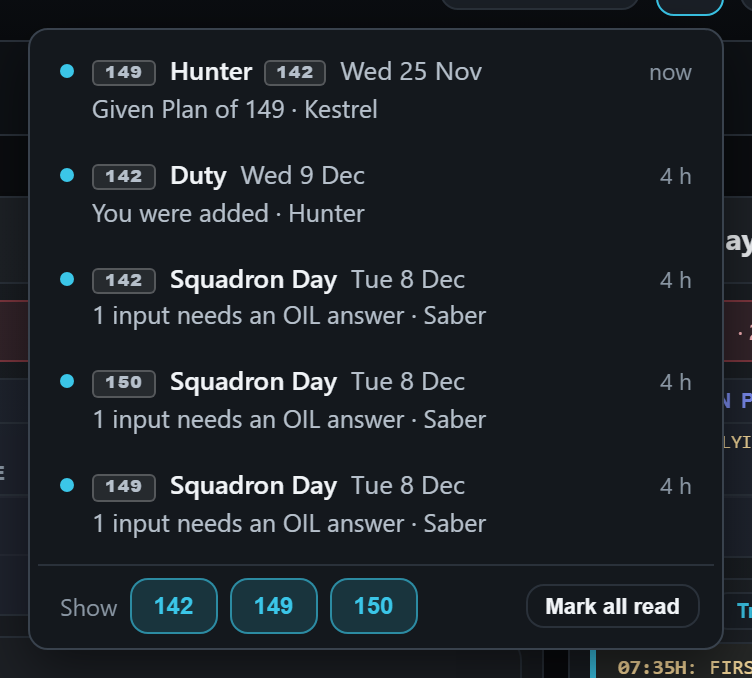 149 Hunter 142 Wed 25 Nov now
Given Plan of 149 · Kestrel
142 Duty Wed 9 Dec 4 h
You were added · Hunter
142 Squadron Day Tue 8 Dec 4 h
1 input needs an OIL answer · Saber
150 Squadron Day Tue 8 Dec 4 h
1 input needs an OIL answer · Saber
149 Squadron Day Tue 8 Dec 4 h
1 input needs an OIL answer · Saber
Show 142 149 150 Mark all read
07:35H: FIRS